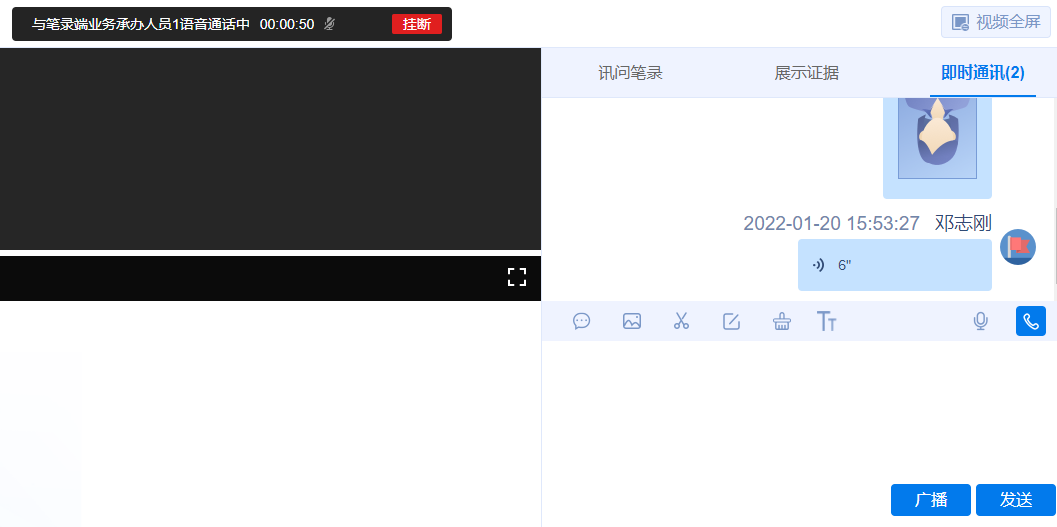 与笔录端业务承办人员1语音通话中 00:00:50 挂断
视频全屏
讯问笔录 展示证据 即时通讯(2)
2022-01-20 15:53:27 邓志刚
6"
广播 发送